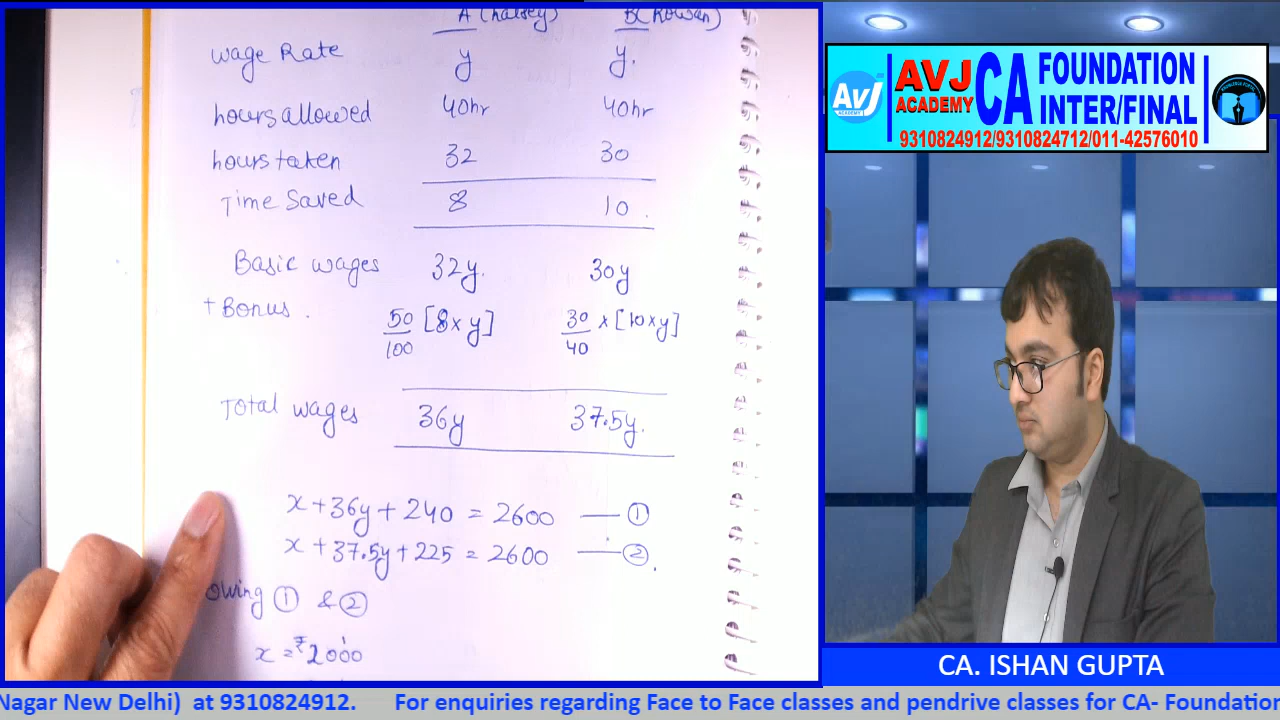 A (Halsey) B (Rowan)
Wage Rate y y.
hours allowed 40hr 40hr
hours taken 32 30
Time Saved 8 10.
Basic wages 32y. 30y
+ Bonus 50/100 [8 x y] 30/40 x [10 x y]
Total wages 36y 37.5y.
x + 36y + 240 = 2600 — ①
x + 37.5y + 225 = 2600 — ②
owing ① & ②
x = ₹2000
AVJ
AVJ ACADEMY
CA
FOUNDATION
INTER/FINAL
9310824912/9310824712/011-42576010
CA. ISHAN GUPTA
Nagar New Delhi) at 9310824912. For enquiries regarding Face to Face classes and pendrive classes for CA- Foundation